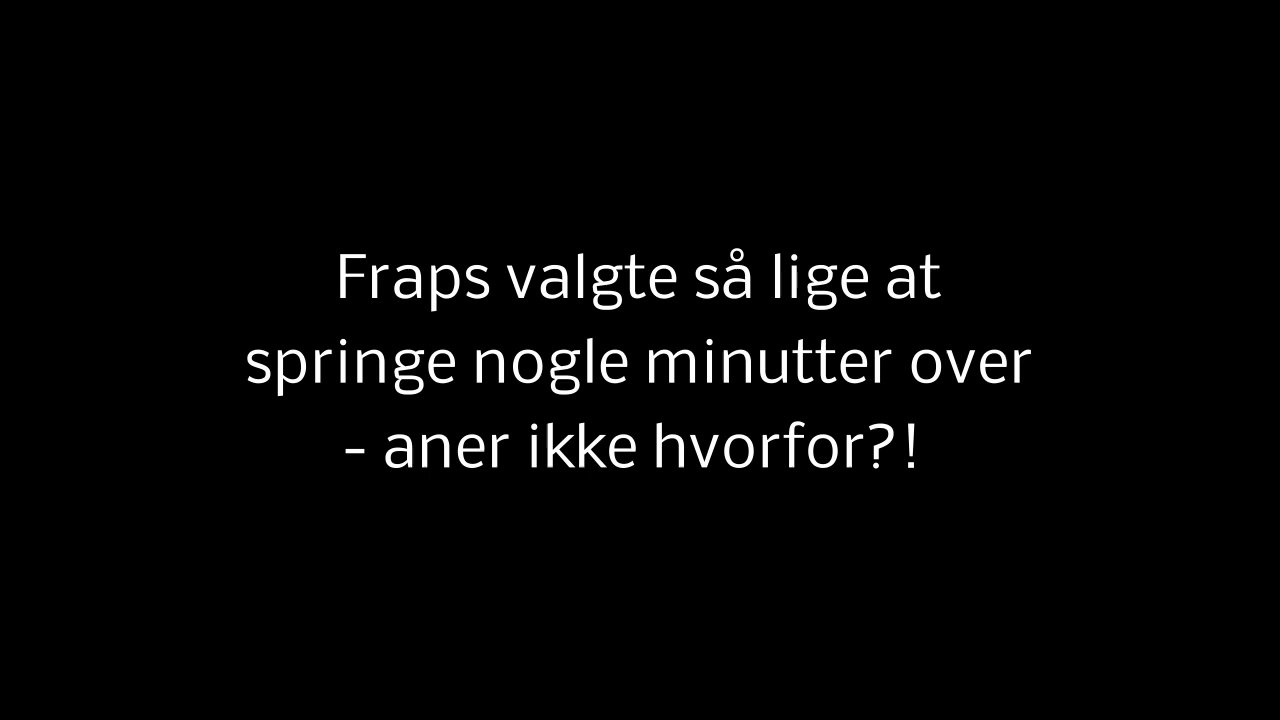 Fraps valgte så lige at
springe nogle minutter over
- aner ikke hvorfor?!